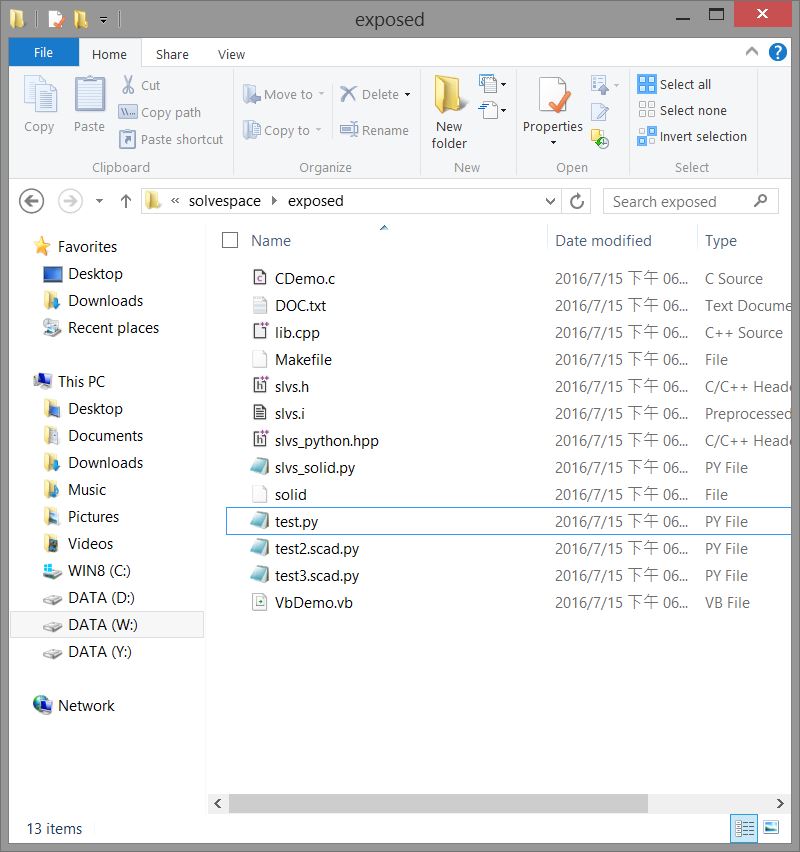 exposed
File Home Share View
Copy
Paste
Cut
Copy path
Paste shortcut
Clipboard
Move to
Copy to
Delete
Rename
Organize
New
folder
New
Properties
Open
Select all
Select none
Invert selection
Select
« solvespace exposed
Search exposed
Favorites
Desktop
Downloads
Recent places
This PC
Desktop
Documents
Downloads
Music
Pictures
Videos
WIN8 (C:)
DATA (D:)
DATA (W:)
DATA (Y:)
Network
Name Date modified Type
CDemo.c 2016/7/15 下午 06... C Source
DOC.txt 2016/7/15 下午 06... Text Docume
lib.cpp 2016/7/15 下午 06... C++ Source
Makefile 2016/7/15 下午 06... File
slvs.h 2016/7/15 下午 06... C/C++ Heade
slvs.i 2016/7/15 下午 06... Preprocessed
slvs_python.hpp 2016/7/15 下午 06... C/C++ Heade
slvs_solid.py 2016/7/15 下午 06... PY File
solid 2016/7/15 下午 06... File
test.py 2016/7/15 下午 06... PY File
test2.scad.py 2016/7/15 下午 06... PY File
test3.scad.py 2016/7/15 下午 06... PY File
VbDemo.vb 2016/7/15 下午 06... VB File
13 items